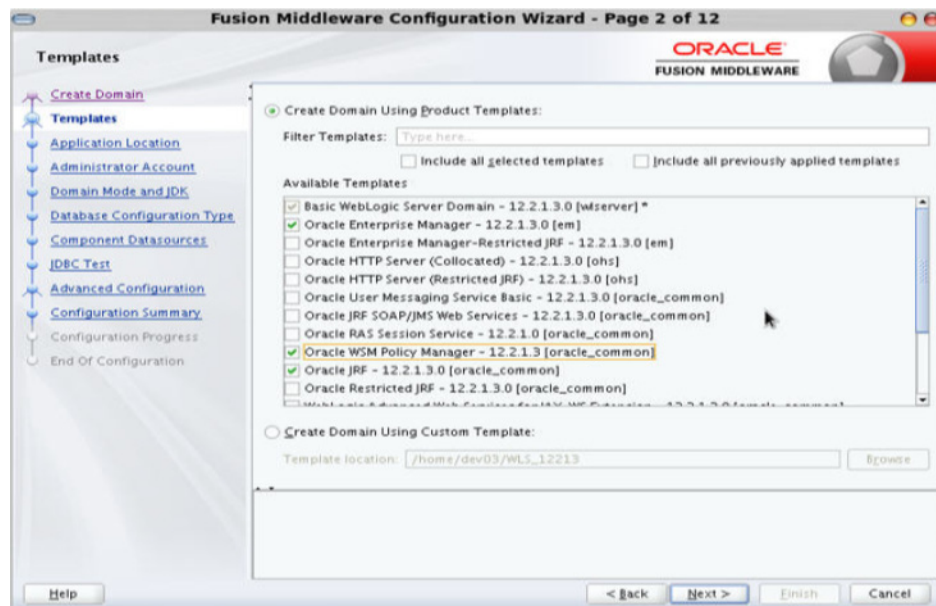 Fusion Middleware Configuration Wizard - Page 2 of 12
Templates
ORACLE
FUSION MIDDLEWARE
Create Domain
Templates
Application Location
Administrator Account
Domain Mode and JDK
Database Configuration Type
Component Datasources
JDBC Test
Advanced Configuration
Configuration Summary
Configuration Progress
End Of Configuration
Create Domain Using Product Templates:
Filter Templates: Type here...
Include all selected templates Include all previously applied templates
Available Templates
Basic WebLogic Server Domain - 12.2.1.3.0 [wlserver] *
Oracle Enterprise Manager - 12.2.1.3.0 [em]
Oracle Enterprise Manager-Restricted JRF - 12.2.1.3.0 [em]
Oracle HTTP Server (Collocated) - 12.2.1.3.0 [ohs]
Oracle HTTP Server (Restricted JRF) - 12.2.1.3.0 [ohs]
Oracle User Messaging Service Basic - 12.2.1.3.0 [oracle_common]
Oracle JRF SOAP/JMS Web Services - 12.2.1.3.0 [oracle_common]
Oracle RAS Session Service - 12.2.1.0 [oracle_common]
Oracle WSM Policy Manager - 12.2.1.3 [oracle_common]
Oracle JRF - 12.2.1.3.0 [oracle_common]
Oracle Restricted JRF - 12.2.1.3.0 [oracle_common]
Create Domain Using Custom Template:
Template location: /home/dev03/WLS_12213 Browse
Help < Back Next > Finish Cancel